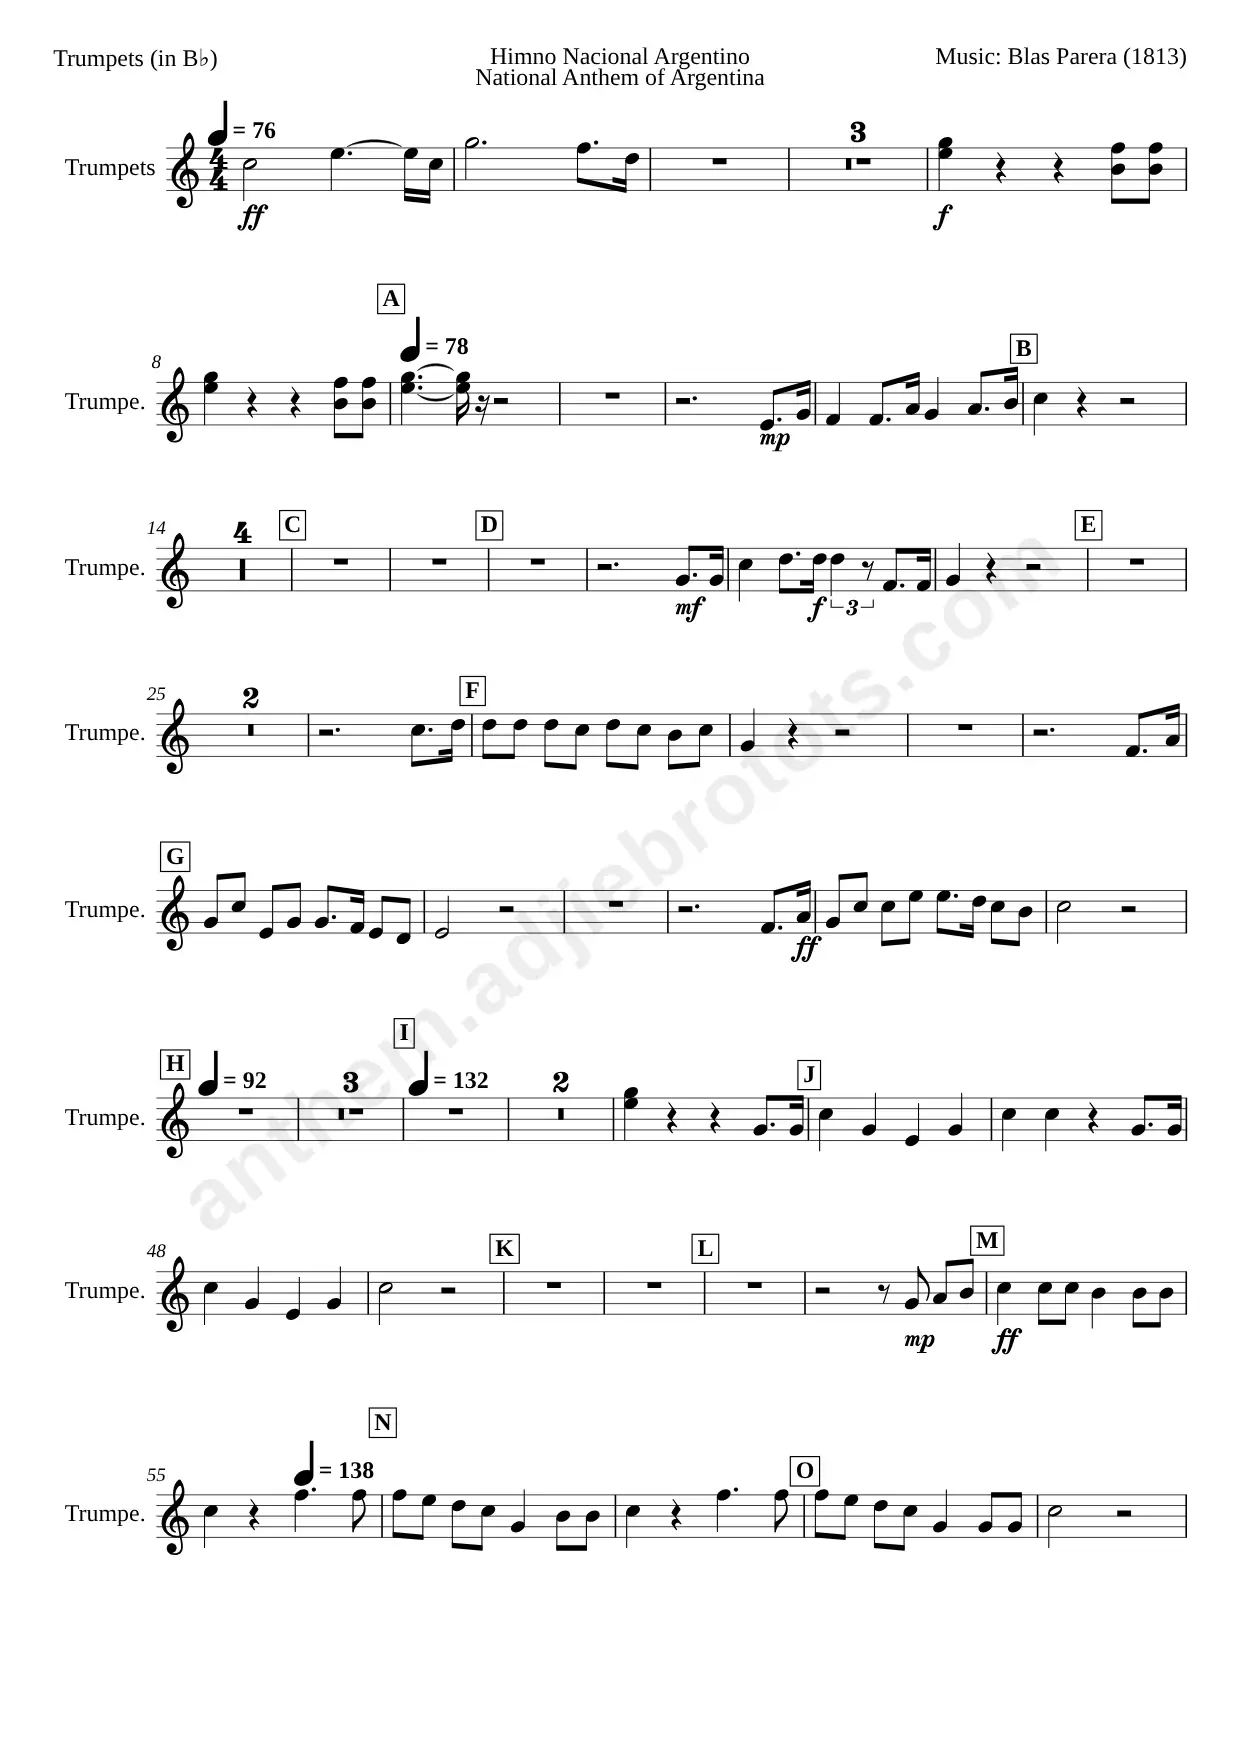 Trumpets (in B♭)
Himno Nacional Argentino
National Anthem of Argentina
Music: Blas Parera (1813)
= 76
Trumpets
4
4
3
ff
f
A
= 78
B
8
Trumpe.
mp
14
4
C
D
E
Trumpe.
mf
f
3
25
2
F
Trumpe.
G
Trumpe.
ff
H
= 92
3
I
= 132
2
J
Trumpe.
48
K
L
M
Trumpe.
mp
ff
N
55
= 138
O
Trumpe.
anthem.adjiebrotots.com